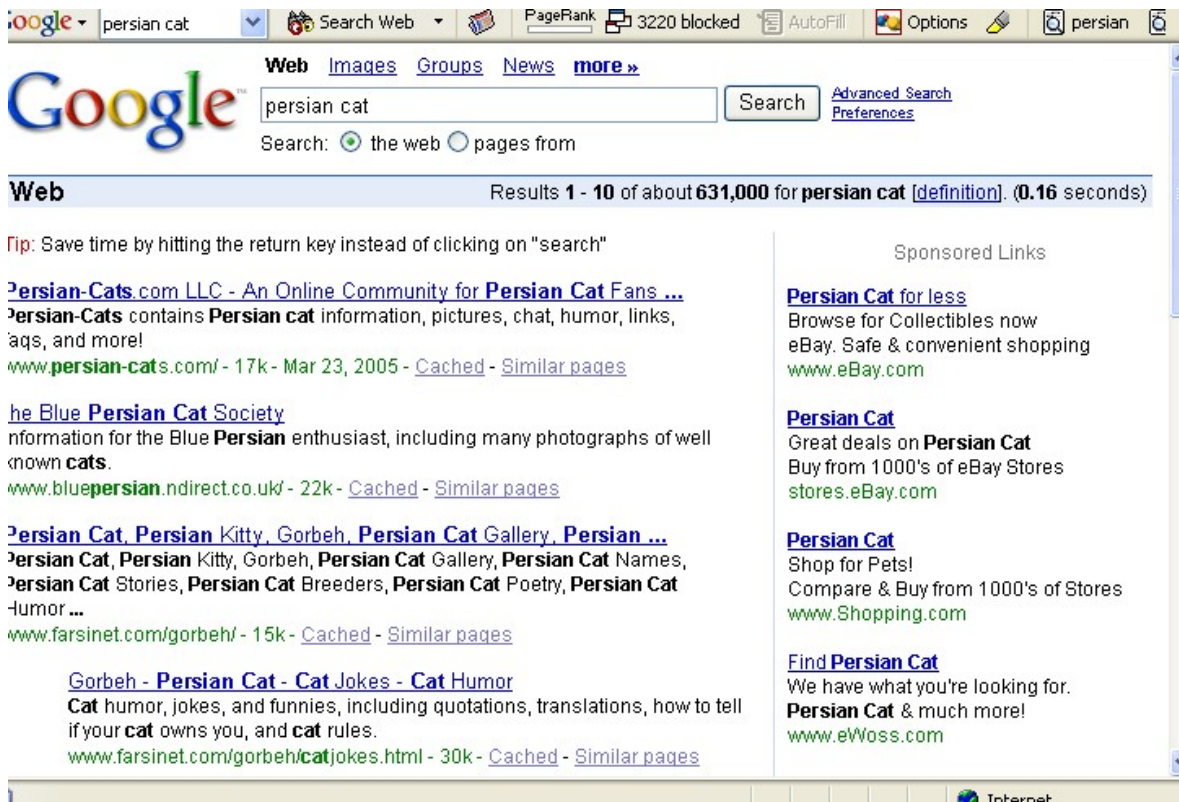 Google persian cat Search Web PageRank 3220 blocked AutoFill Options persian
Google™
Web Images Groups News more »
persian cat Search Advanced Search
Preferences
Search: the web pages from
Web Results 1 - 10 of about 631,000 for persian cat [definition]. (0.16 seconds)
Tip: Save time by hitting the return key instead of clicking on "search"
Persian-Cats.com LLC - An Online Community for Persian Cat Fans ...
Persian-Cats contains Persian cat information, pictures, chat, humor, links,
faqs, and more!
www.persian-cats.com/ - 17k - Mar 23, 2005 - Cached - Similar pages
he Blue Persian Cat Society
nformation for the Blue Persian enthusiast, including many photographs of well
known cats.
www.bluepersian.ndirect.co.uk/ - 22k - Cached - Similar pages
Persian Cat, Persian Kitty, Gorbeh, Persian Cat Gallery, Persian ...
Persian Cat, Persian Kitty, Gorbeh, Persian Cat Gallery, Persian Cat Names,
Persian Cat Stories, Persian Cat Breeders, Persian Cat Poetry, Persian Cat
Humor ...
www.farsinet.com/gorbeh/ - 15k - Cached - Similar pages
Gorbeh - Persian Cat - Cat Jokes - Cat Humor
Cat humor, jokes, and funnies, including quotations, translations, how to tell
if your cat owns you, and cat rules.
www.farsinet.com/gorbeh/catjokes.html - 30k - Cached - Similar pages
Sponsored Links
Persian Cat for less
Browse for Collectibles now
eBay. Safe & convenient shopping
www.eBay.com
Persian Cat
Great deals on Persian Cat
Buy from 1000's of eBay Stores
stores.eBay.com
Persian Cat
Shop for Pets!
Compare & Buy from 1000's of Stores
www.Shopping.com
Find Persian Cat
We have what you're looking for.
Persian Cat & much more!
www.eWoss.com
Internet